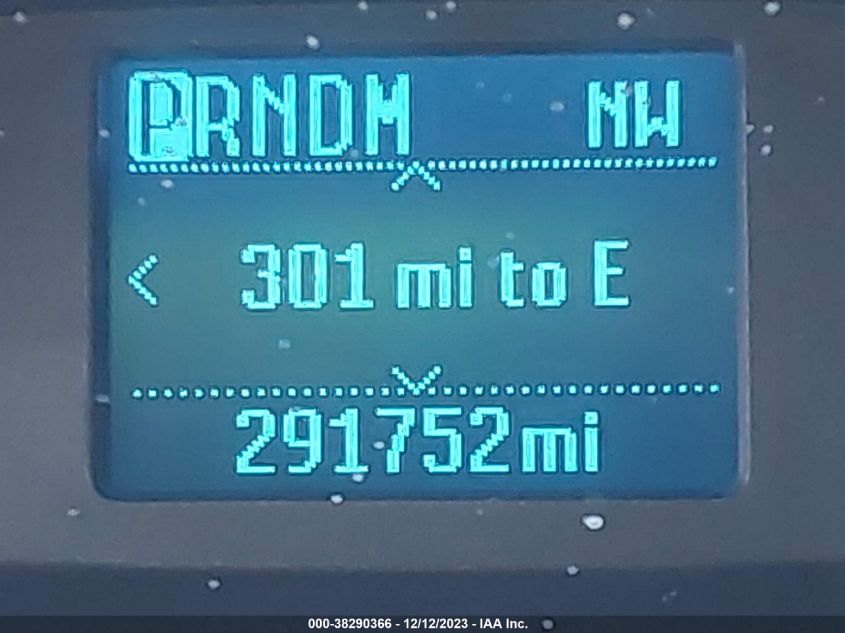 PRNDM NW
< 301 mi to E
291752mi
000-38290366 - 12/12/2023 - IAA Inc.